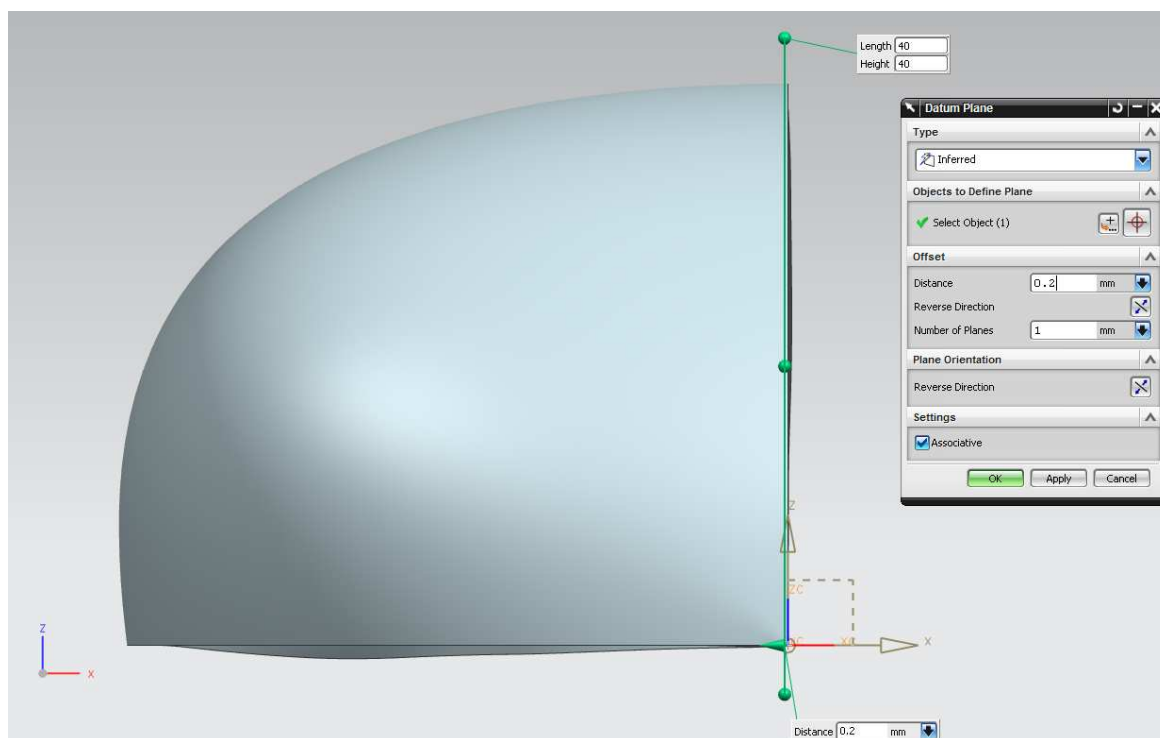 Length 40
Height 40
Datum Plane
Type
Inferred
Objects to Define Plane
Select Object (1)
Offset
Distance 0.2 mm
Reverse Direction
Number of Planes 1 mm
Plane Orientation
Reverse Direction
Settings
Associative
OK Apply Cancel
Z
ZC
X
Z
X
Distance 0.2 mm